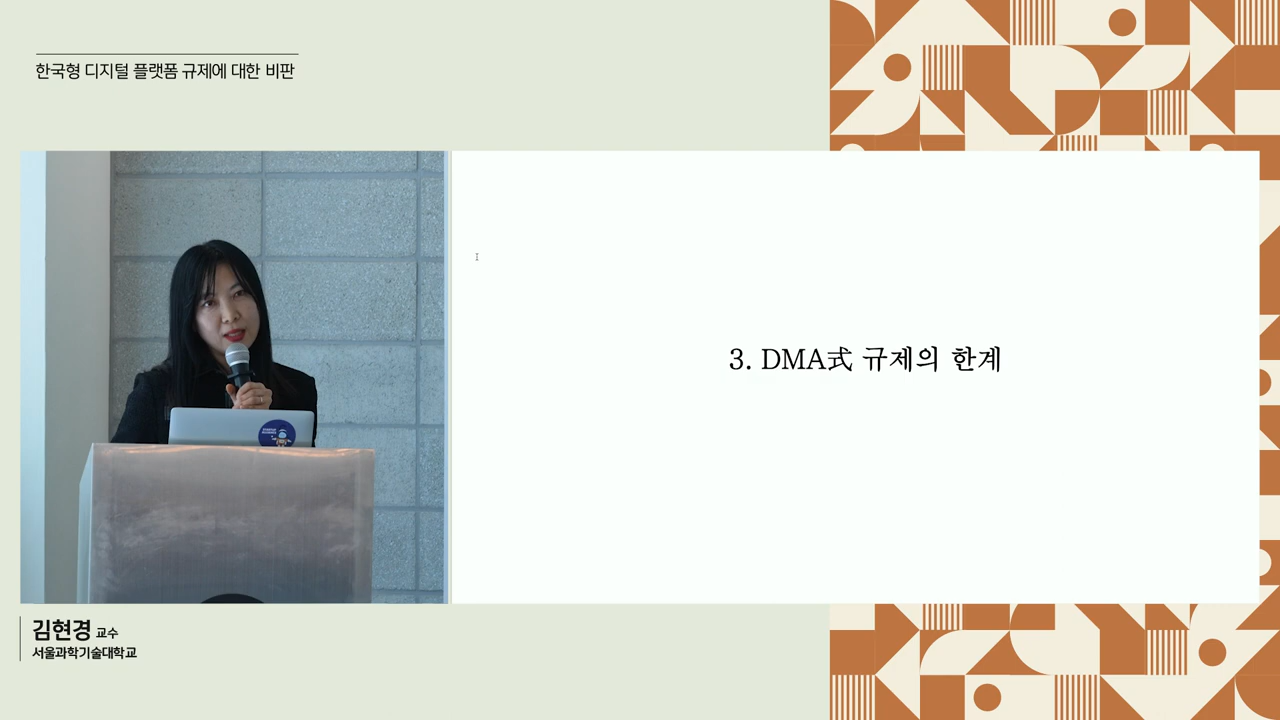 한국형 디지털 플랫폼 규제에 대한 비판
3. DMA式 규제의 한계
김현경 교수
서울과학기술대학교